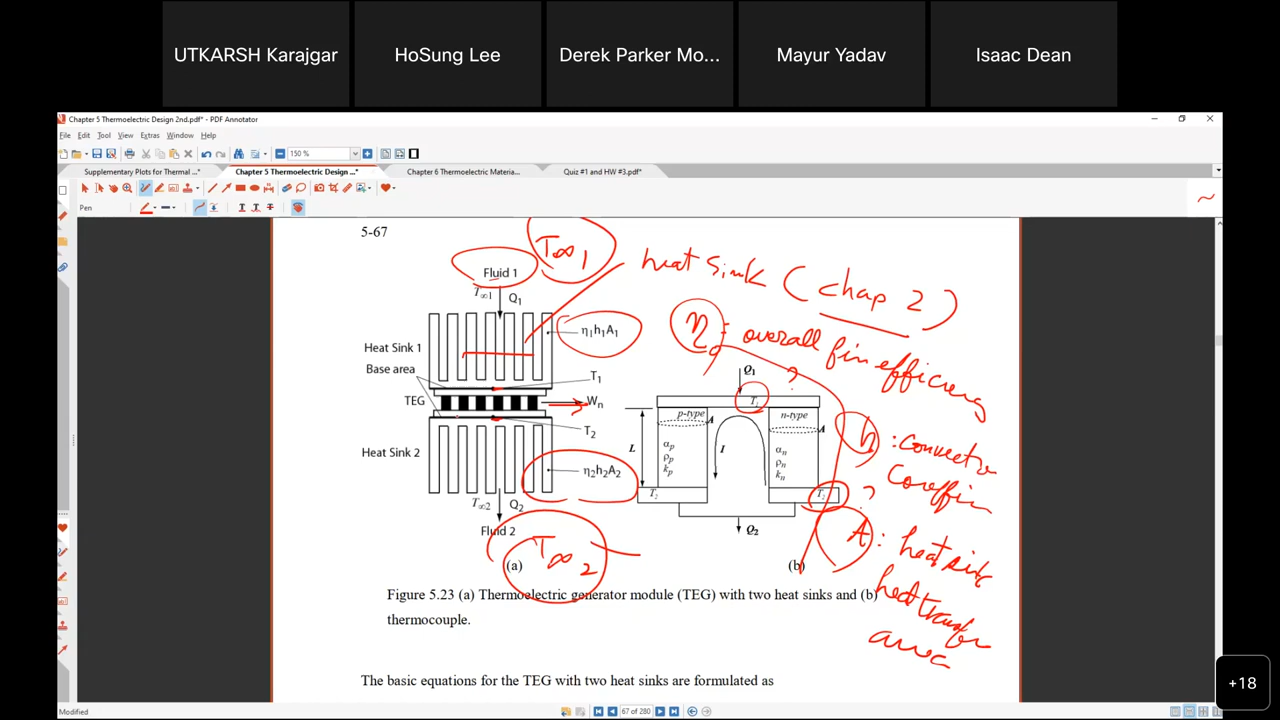 UTKARSH Karajgar
HoSung Lee
Derek Parker Mo...
Mayur Yadav
Isaac Dean
Chapter 5 Thermoelectric Design 2nd.pdf* - PDF Annotator
File Edit Tool View Extras Window Help
150 %
Supplementary Plots for Thermal ...*
Chapter 5 Thermoelectric Design ...*
Chapter 6 Thermoelectric Materia...
Quiz #1 and HW #3.pdf*
Pen
5-67
T∞1
heat sink (chap 2)
Fluid 1
T∞1 Q1
η1h1A1
ηo : overall fin efficiency
Heat Sink 1
Base area
T1
TEG
Wn
T2
Heat Sink 2
η2h2A2
T∞2 Q2
Fluid 2
T∞2
(a)
Q1
T1
p-type
n-type
A
A
L
I
αp
ρp
kp
αn
ρn
kn
T2
T2
Q2
(b)
h : convective
A : heat sink
heat transfer
area
Figure 5.23 (a) Thermoelectric generator module (TEG) with two heat sinks and (b)
thermocouple.
The basic equations for the TEG with two heat sinks are formulated as
Modified
67 of 280
+18